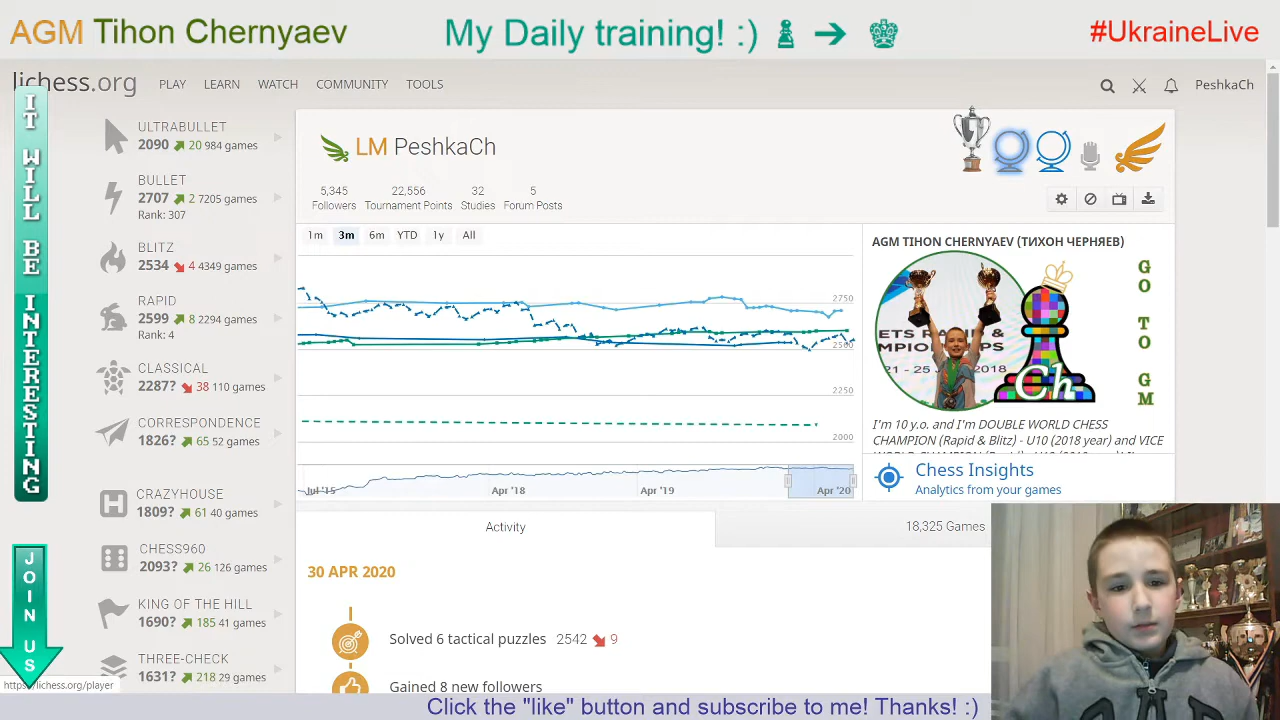 AGM Tihon Chernyaev
My Daily training! :)
#UkraineLive
lichess.org
PLAY LEARN WATCH COMMUNITY TOOLS
PeshkaCh
IT WILL BE INTERESTING
JOIN US
ULTRABULLET
2090 20 984 games
BULLET
2707 2 7205 games
Rank: 307
BLITZ
2534 4 4349 games
RAPID
2599 8 2294 games
Rank: 4
CLASSICAL
2287? 38 110 games
CORRESPONDENCE
1826? 65 52 games
CRAZYHOUSE
1809? 61 40 games
CHESS960
2093? 26 126 games
KING OF THE HILL
1690? 185 41 games
THREE-CHECK
1631? 218 29 games
https://lichess.org/player
LM PeshkaCh
5,345 22,556 32 5
Followers Tournament Points Studies Forum Posts
1m 3m 6m YTD 1y All
2750
2500
2250
2000
Jul '15 Apr '18 Apr '19 Apr '20
AGM TIHON CHERNYAEV (ТИХОН ЧЕРНЯЕВ)
21 - 25 2018
Ch
GO TO GM
I'm 10 y.o. and I'm DOUBLE WORLD CHESS
CHAMPION (Rapid & Blitz) - U10 (2018 year) and VICE
Chess Insights
Analytics from your games
Activity
18,325 Games
30 APR 2020
Solved 6 tactical puzzles 2542 9
Gained 8 new followers
Click the "like" button and subscribe to me! Thanks! :)